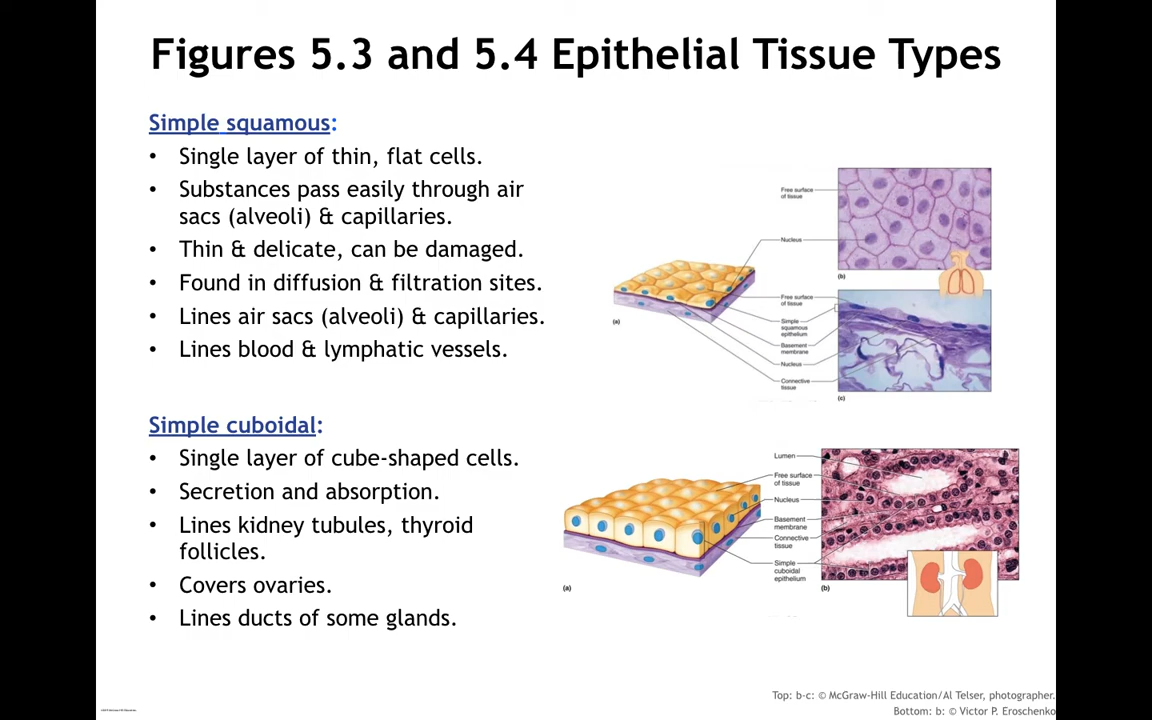 Figures 5.3 and 5.4 Epithelial Tissue Types
Simple squamous:
• Single layer of thin, flat cells.
• Substances pass easily through air
sacs (alveoli) & capillaries.
• Thin & delicate, can be damaged.
• Found in diffusion & filtration sites.
• Lines air sacs (alveoli) & capillaries.
• Lines blood & lymphatic vessels.
Free surface
of tissue
Nucleus
(b)
Free surface
of tissue
(a)
Simple
squamous
epithelium
Basement
membrane
Nucleus
Connective
tissue
(c)
Simple cuboidal:
• Single layer of cube-shaped cells.
• Secretion and absorption.
• Lines kidney tubules, thyroid
follicles.
• Covers ovaries.
• Lines ducts of some glands.
Lumen
Free surface
of tissue
Nucleus
Basement
membrane
Connective
tissue
Simple
cuboidal
epithelium
(a)
(b)
Top: b-c: © McGraw-Hill Education/Al Telser, photographer.
Bottom: b: © Victor P. Eroschenko